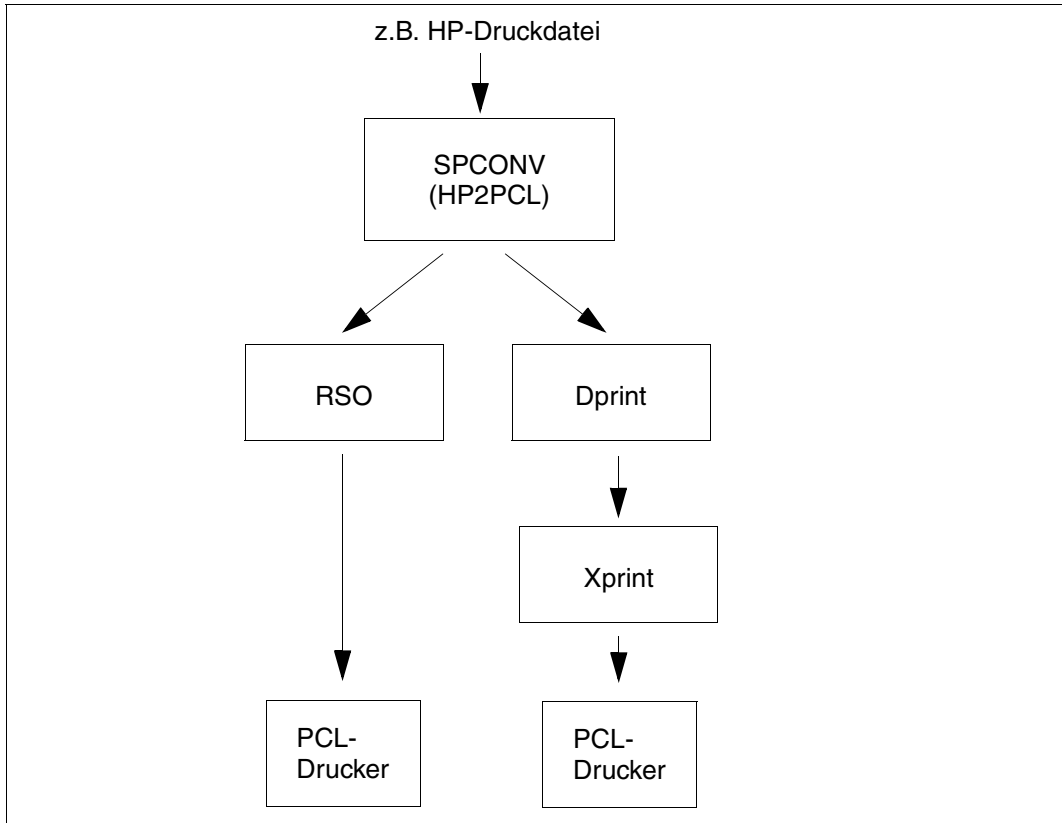 z.B. HP-Druckdatei
SPCONV
(HP2PCL)
RSO
Dprint
Xprint
PCL-
Drucker
PCL-
Drucker